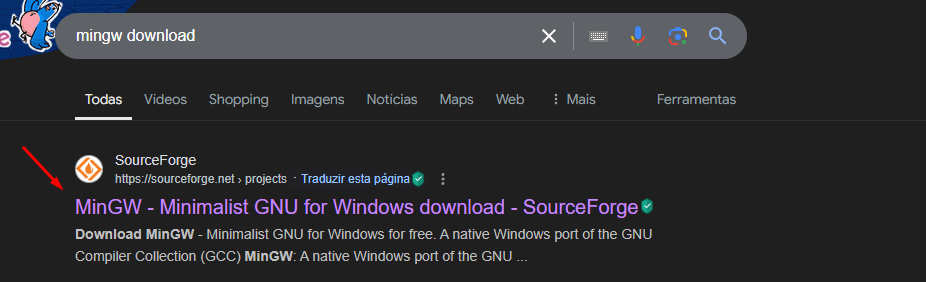 mingw download
Todas Vídeos Shopping Imagens Notícias Maps Web Mais Ferramentas
SourceForge
https://sourceforge.net › projects · Traduzir esta página
MinGW - Minimalist GNU for Windows download - SourceForge
Download MinGW - Minimalist GNU for Windows for free. A native Windows port of the GNU
Compiler Collection (GCC) MinGW: A native Windows port of the GNU ...